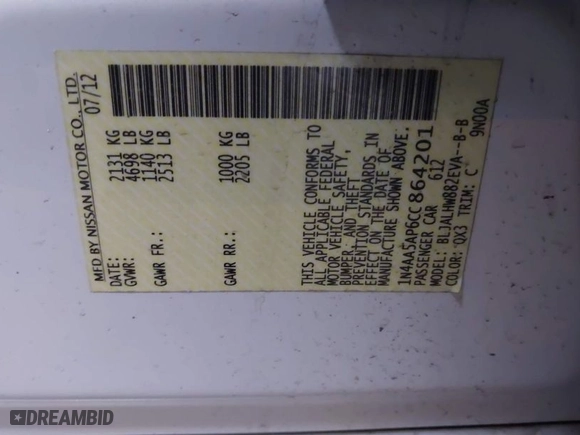 MFD BY NISSAN MOTOR CO., LTD.
DATE: 07/12
GVWR: 2131 KG
4698 LB
GAWR FR: 1140 KG
2513 LB
GAWR RR: 1000 KG
2205 LB
THIS VEHICLE CONFORMS TO
ALL APPLICABLE FEDERAL
MOTOR VEHICLE SAFETY,
BUMPER, AND THEFT
PREVENTION STANDARDS IN
EFFECT ON THE DATE OF
MANUFACTURE SHOWN ABOVE.
1N4AA5AP6CC864201
PASSENGER CAR 612
MODEL: BLJALHW882EVA--B-B
COLOR: QX3 TRIM: C 9N00A
DREAMBID